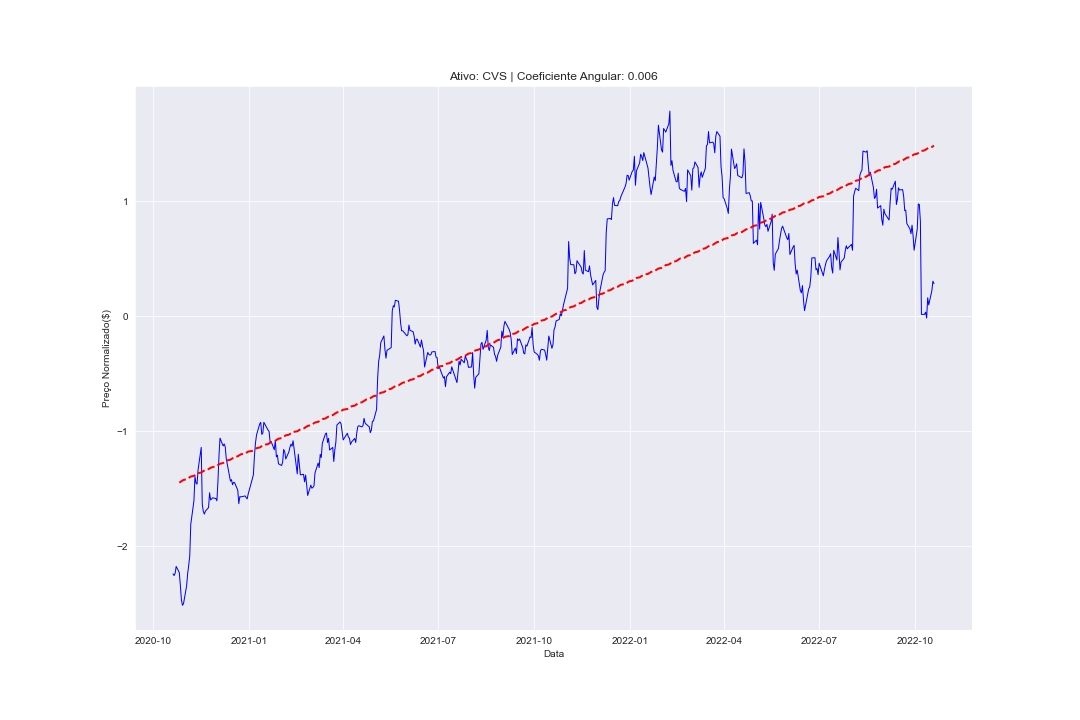 Ativo: CVS | Coeficiente Angular: 0.006
Preço Normalizado($)
1
0
−1
−2
2020-10 2021-01 2021-04 2021-07 2021-10 2022-01 2022-04 2022-07 2022-10
Data